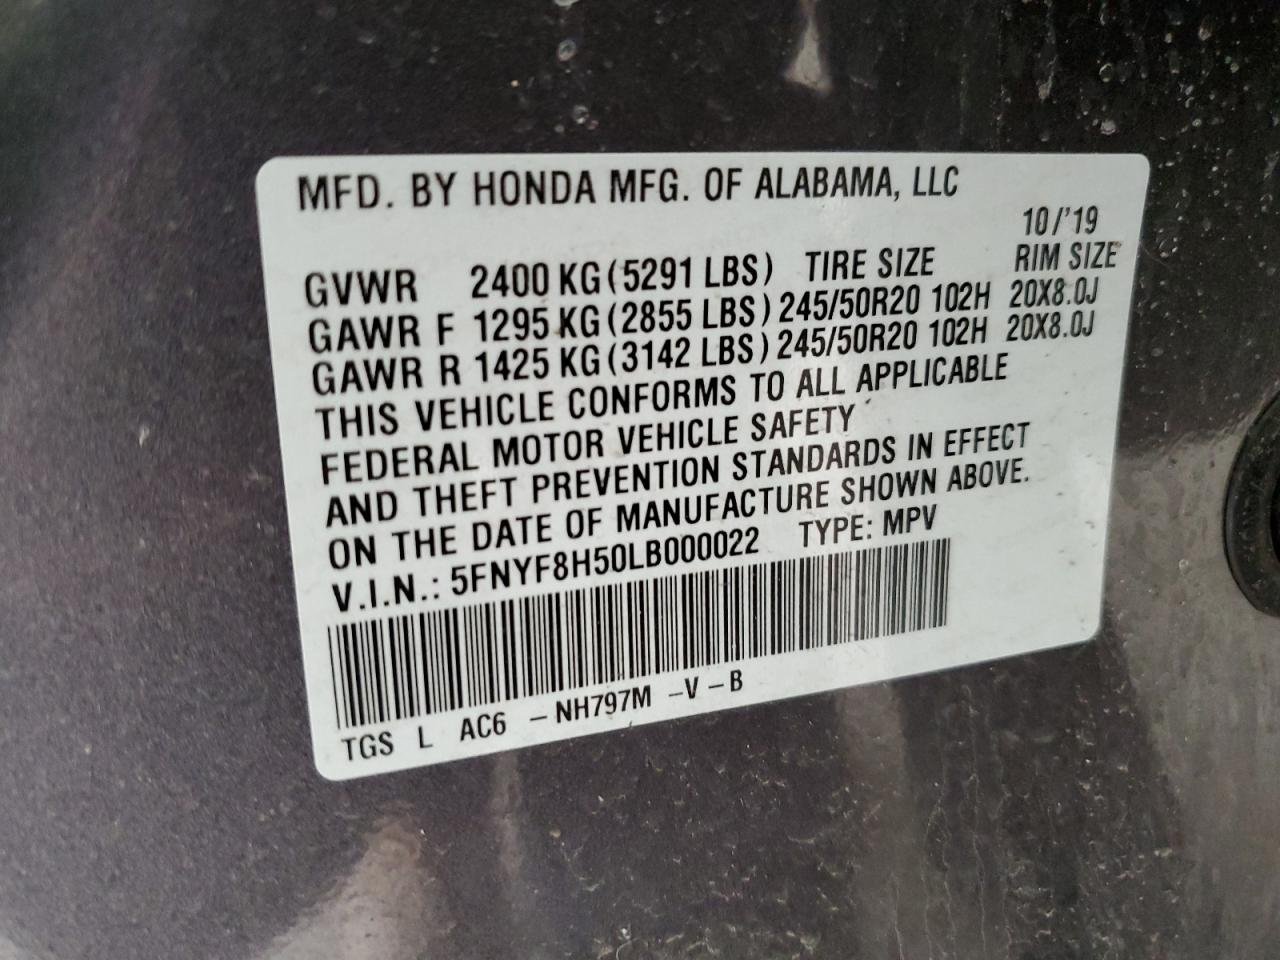 MFD. BY HONDA MFG. OF ALABAMA, LLC
10/'19
GVWR 2400 KG (5291 LBS) TIRE SIZE RIM SIZE
GAWR F 1295 KG (2855 LBS) 245/50R20 102H 20X8.0J
GAWR R 1425 KG (3142 LBS) 245/50R20 102H 20X8.0J
THIS VEHICLE CONFORMS TO ALL APPLICABLE
FEDERAL MOTOR VEHICLE SAFETY
AND THEFT PREVENTION STANDARDS IN EFFECT
ON THE DATE OF MANUFACTURE SHOWN ABOVE.
V.I.N.: 5FNYF8H50LB000022 TYPE: MPV
TGS L AC6 - NH797M - V - B